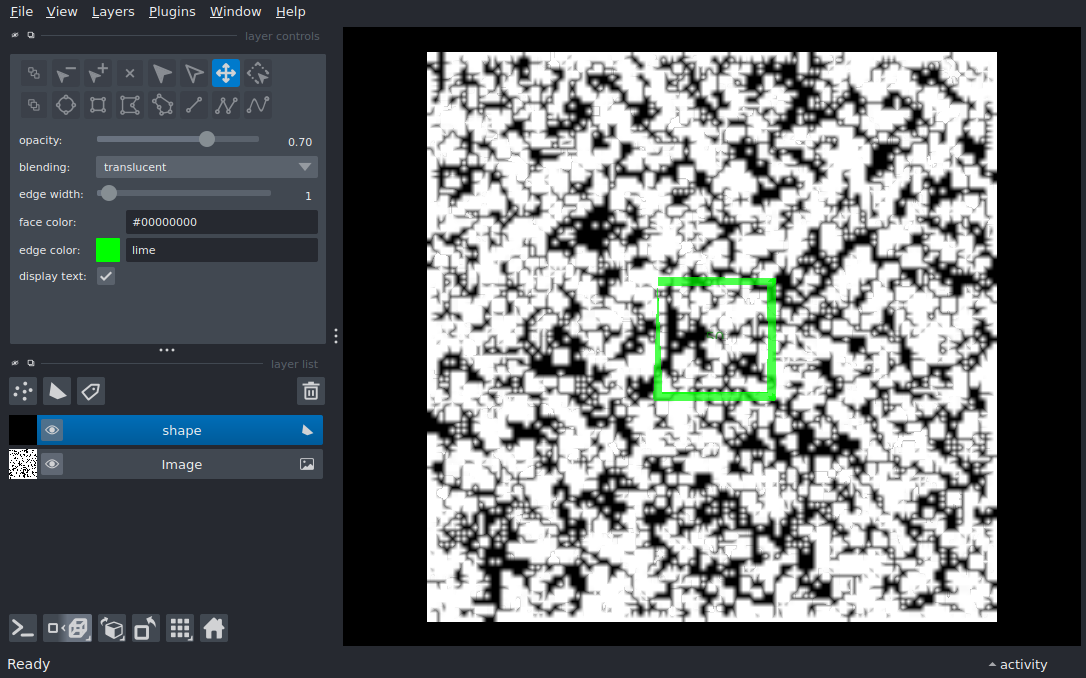 File View Layers Plugins Window Help
layer controls
opacity: 0.70
blending: translucent
edge width: 1
face color: #00000000
edge color: lime
display text:
layer list
shape
Image
Ready
activity